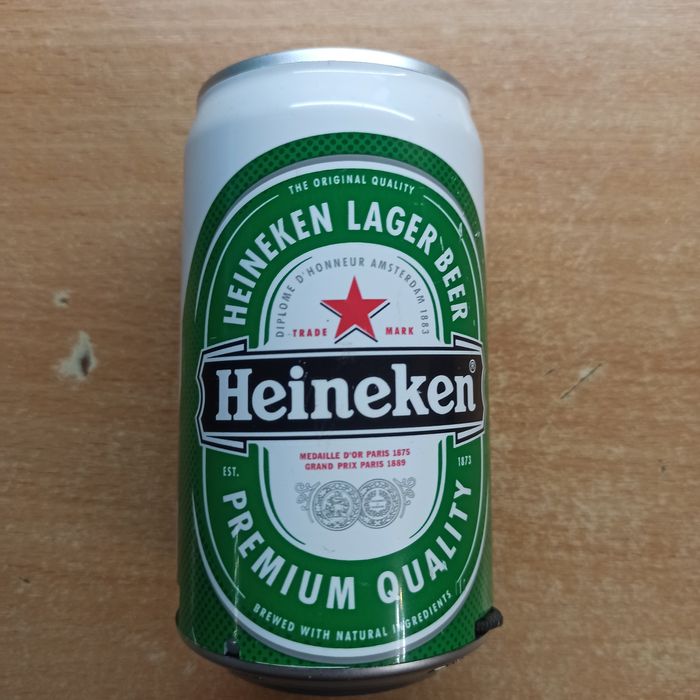 THE ORIGINAL QUALITY
HEINEKEN LAGER BEER
DIPLOME D'HONNEUR AMSTERDAM 1883
TRADE MARK
Heineken®
MEDAILLE D'OR PARIS 1875
GRAND PRIX PARIS 1889
EST. 1873
PREMIUM QUALITY
BREWED WITH NATURAL INGREDIENTS